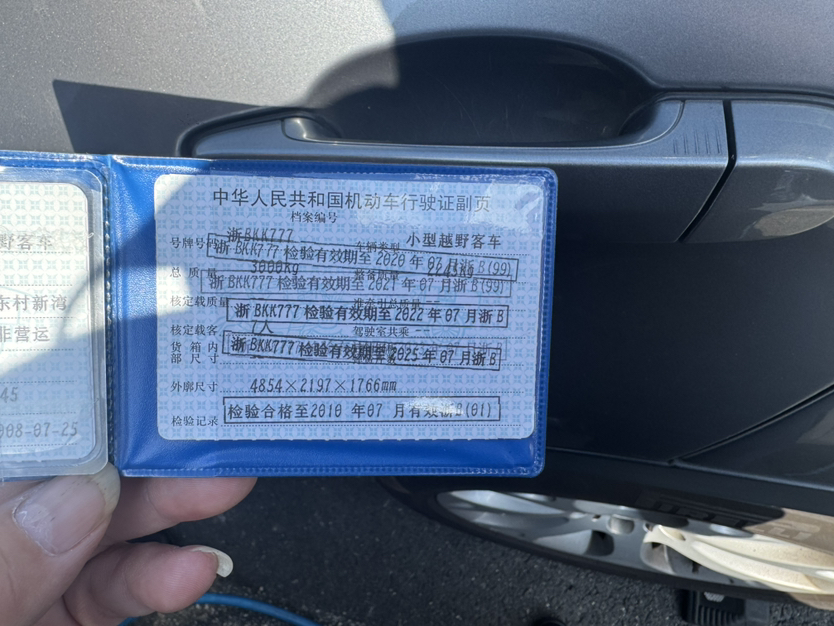 中华人民共和国机动车行驶证副页
档案编号
号牌号码 浙BKK777 车辆类型 小型越野客车
浙BKK777 检验有效期至2020年07月浙B(99)
总质量 3000kg 整备质量 2245kg
浙BKK777 检验有效期至2021年07月浙B(99)
核定载质量 准牵引总质量 --
浙BKK777 检验有效期至2022年07月浙B
核定载客 7人 驾驶室共乘 --
货箱内部尺寸
浙BKK777 检验有效期至2025年07月浙B
外廓尺寸 4854×2197×1766mm
检验记录 检验合格至2010年07月有效浙B(01)
野客车
东村新湾
非营运
45
008-07-25